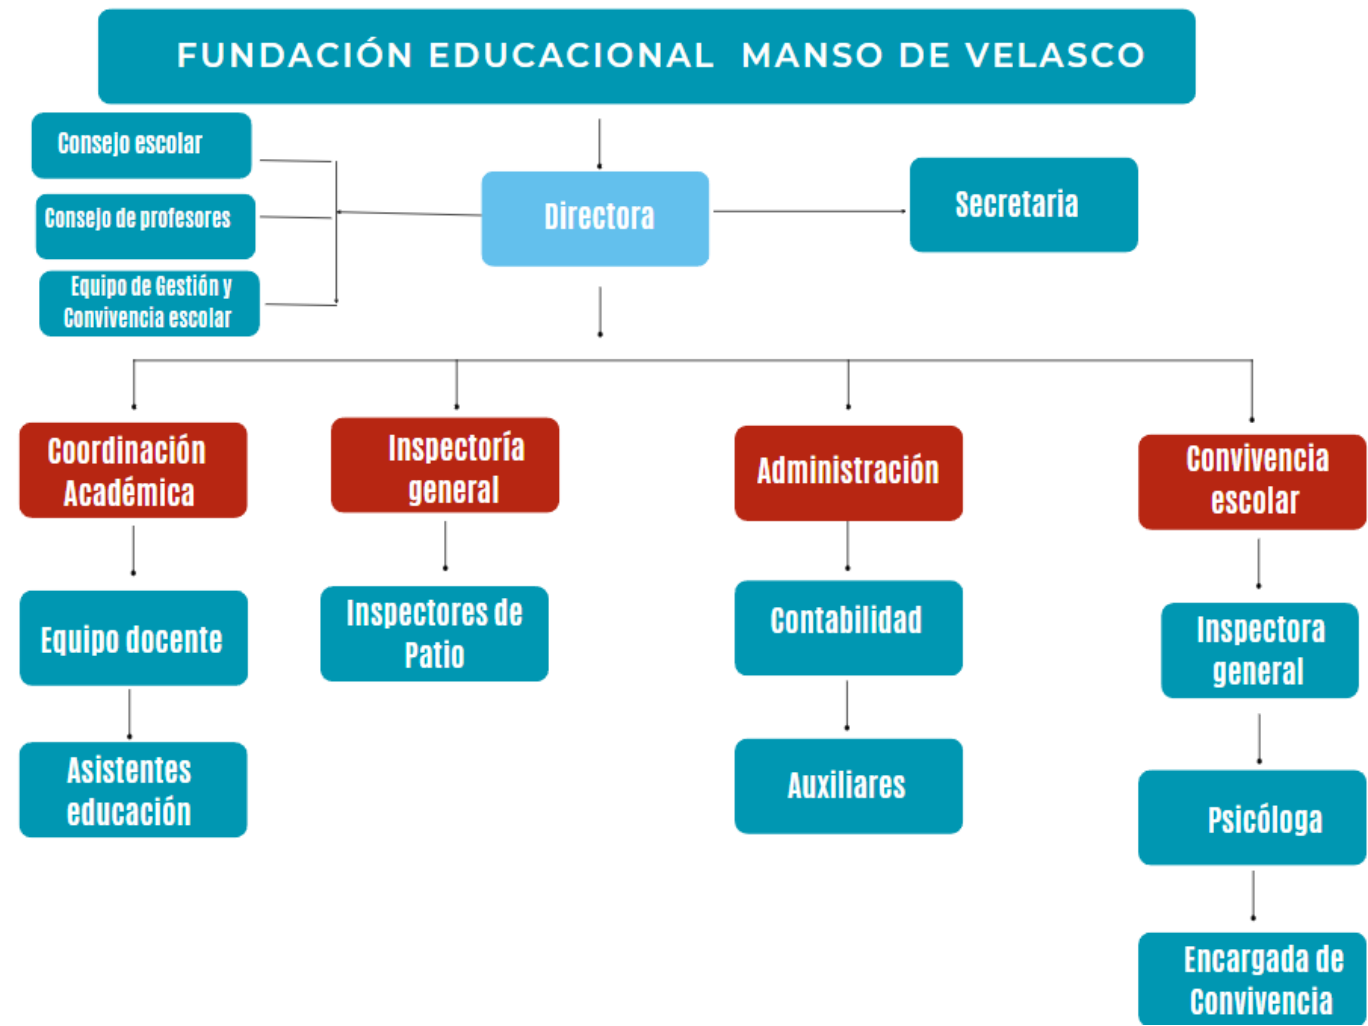 FUNDACIÓN EDUCACIONAL MANSO DE VELASCO
Consejo escolar
Consejo de profesores
Equipo de Gestión y
Convivencia escolar
Directora
Secretaria
Coordinación
Académica
Inspectoría
general
Administración
Convivencia
escolar
Equipo docente
Inspectores de
Patio
Contabilidad
Inspectora
general
Asistentes
educación
Auxiliares
Psicóloga
Encargada de
Convivencia